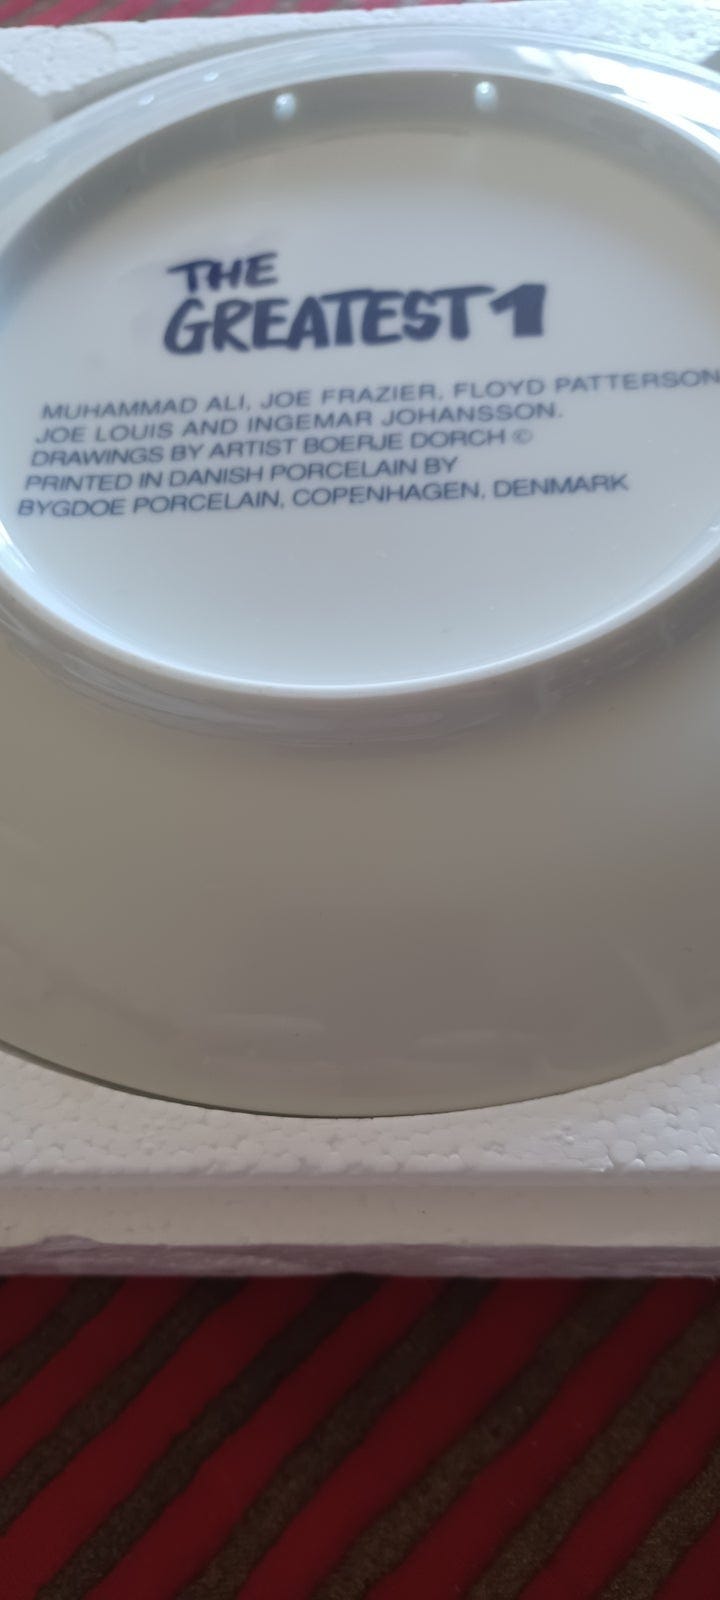 THE
GREATEST 1
MUHAMMAD ALI, JOE FRAZIER, FLOYD PATTERSON
JOE LOUIS AND INGEMAR JOHANSSON.
DRAWINGS BY ARTIST BOERJE DORCH ©
PRINTED IN DANISH PORCELAIN BY
BYGDOE PORCELAIN, COPENHAGEN, DENMARK